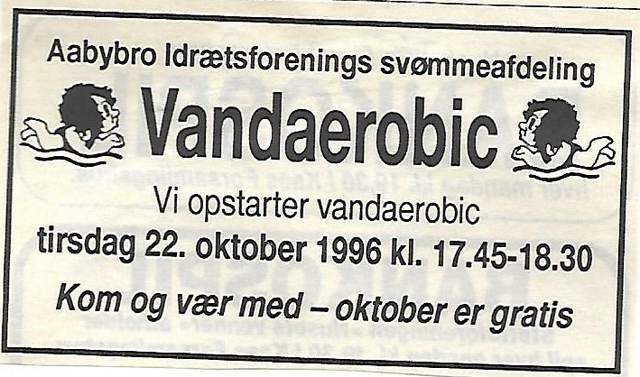 Aabybro Idrætsforenings svømmeafdeling
Vandaerobic
Vi opstarter vandaerobic
tirsdag 22. oktober 1996 kl. 17.45-18.30
Kom og vær med – oktober er gratis